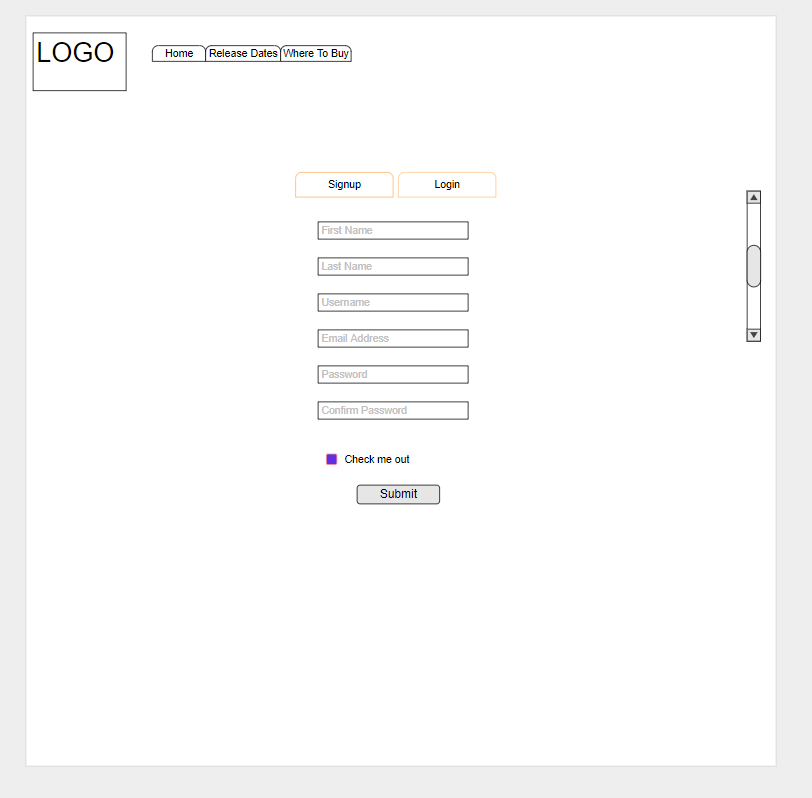 LOGO
Home Release Dates Where To Buy
Signup Login
First Name
Last Name
Username
Email Address
Password
Confirm Password
Check me out
Submit